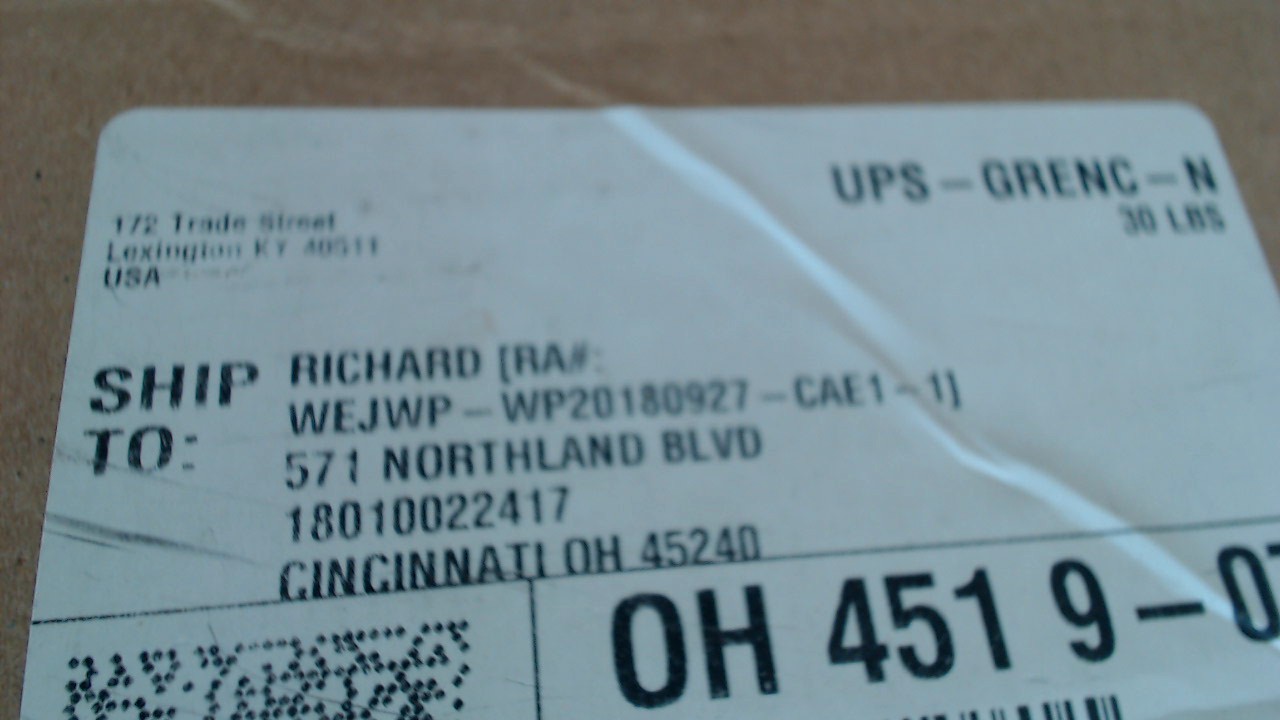 UPS-GRENC-N
30 LBS
172 Trade Street
Lexington KY 40511
USA
SHIP
TO:
RICHARD [RA#:
WEJWP-WP20180927-CAE1-1]
571 NORTHLAND BLVD
18010022417
CINCINNATI OH 45240
OH 451 9-07